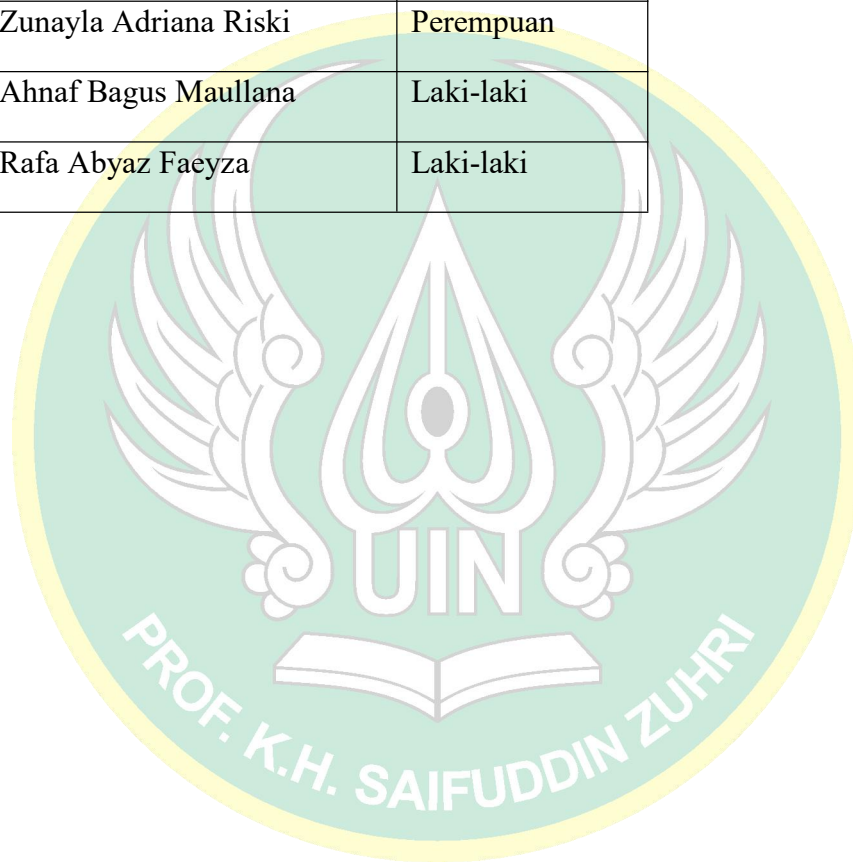 Zunayla Adriana Riski Perempuan
Ahnaf Bagus Maullana Laki-laki
Rafa Abyaz Faeyza Laki-laki
UIN
PROF. K.H. SAIFUDDIN ZUHRI